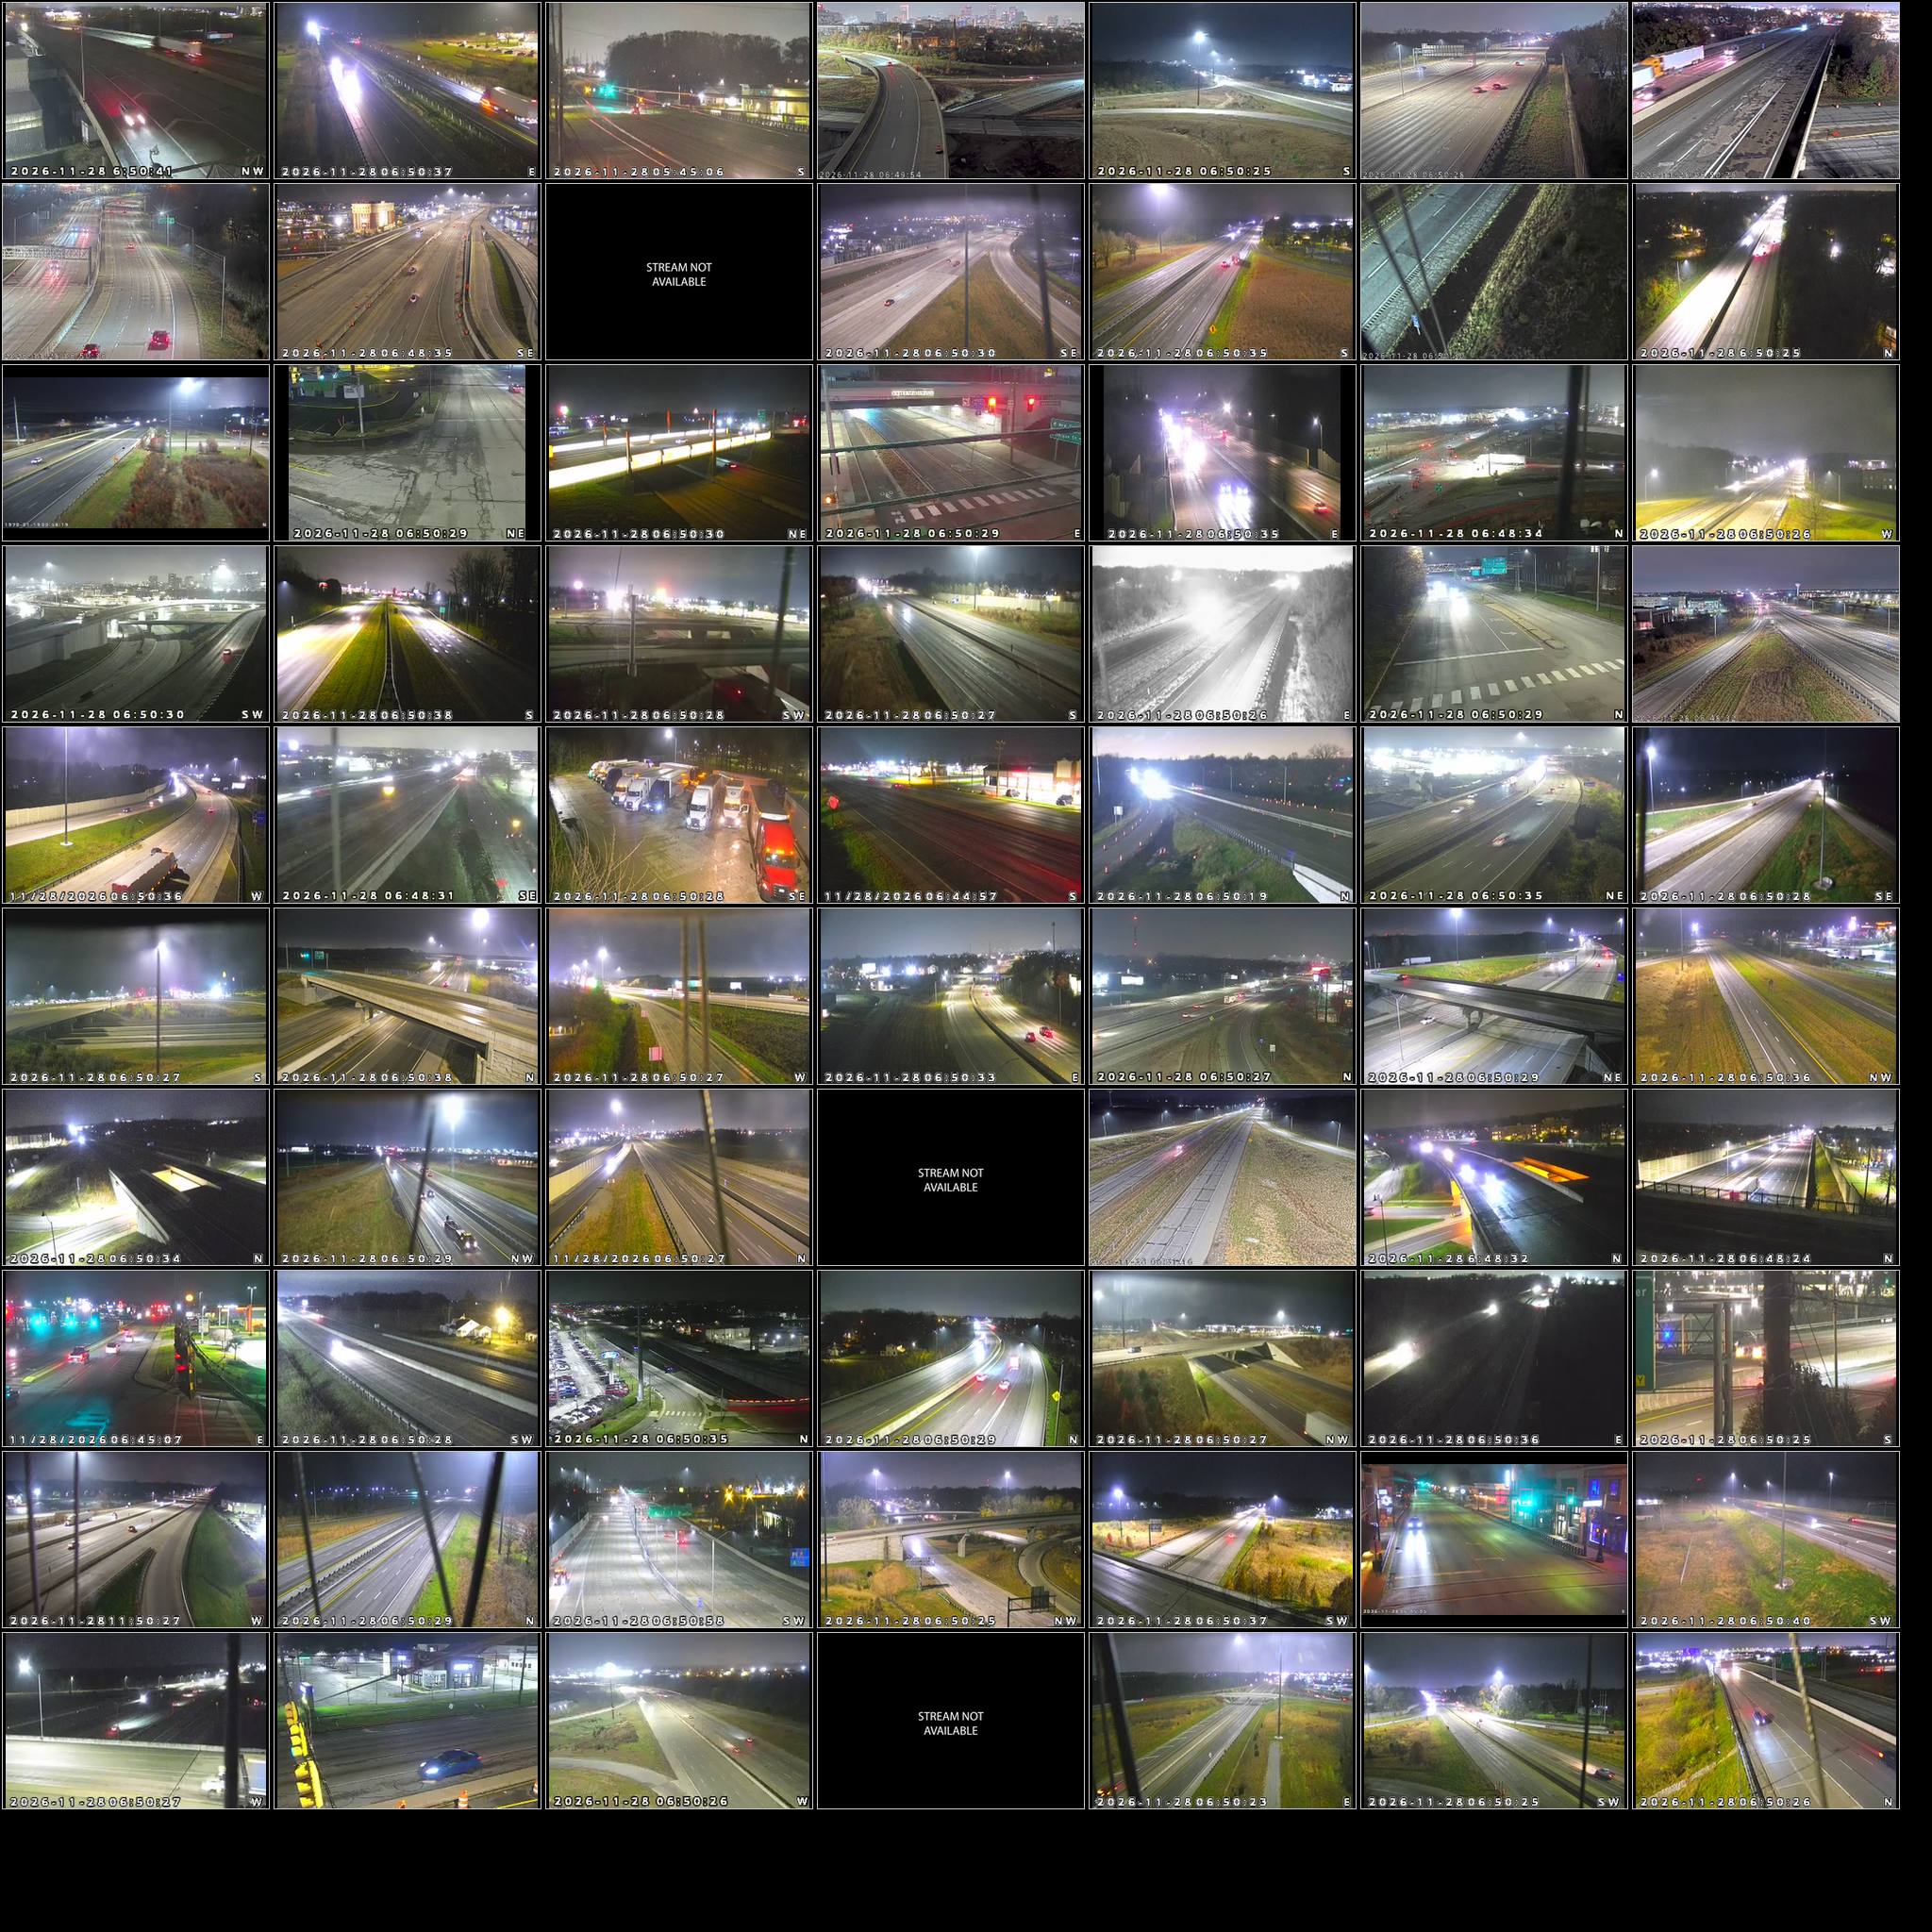 2026-11-28 6:50:41 NW
2026-11-28 06:50:37 E
2026-11-28 05:45:06 S
2026-11-28 06:49:54
2026-11-28 06:50:25 S
2026-11-28 06:50:28
2026-11-28 06:48:35 SE
STREAM NOT
AVAILABLE
2026-11-28 06:50:30 SE
2026-11-28 06:50:35 S
2026-11-28 6:50:25 N
2026-11-28 06:50:29 NE
2026-11-28 06:50:30 NE
2026-11-28 06:50:29 E
2026-11-28 06:50:35 E
2026-11-28 06:48:34 N
2026-11-28 06:50:26 W
2026-11-28 06:50:30 SW
2026-11-28 06:50:38 S
2026-11-28 06:50:28 SW
2026-11-28 06:50:27 S
2026-11-28 06:50:26 E
2026-11-28 06:50:29 N
11/28/2026 06:50:36 W
2026-11-28 06:48:31 SE
2026-11-28 06:50:28 SE
11/28/2026 06:44:57 S
2026-11-28 06:50:19 N
2026-11-28 06:50:35 NE
2026-11-28 06:50:28 SE
2026-11-28 06:50:27 S
2026-11-28 06:50:38 N
2026-11-28 06:50:27 W
2026-11-28 06:50:33 E
2026-11-28 06:50:27 N
2026-11-28 06:50:29 NE
2026-11-28 06:50:36 NW
2026-11-28 06:50:34 N
2026-11-28 06:50:29 NW
11/28/2026 06:50:27 N
STREAM NOT
AVAILABLE
2026-11-28 6:48:32 N
2026-11-28 06:48:24 N
11/28/2026 06:45:07 E
2026-11-28 06:50:28 SW
2026-11-28 06:50:35 N
2026-11-28 06:50:29 N
2026-11-28 06:50:27 NW
2026-11-28 06:50:36 E
2026-11-28 06:50:25 S
2026-11-28 11:50:27 W
2026-11-28 06:50:29 N
2026-11-28 06:50:58 SW
2026-11-28 06:50:25 NW
2026-11-28 06:50:37 SW
2026-11-28 06:50:40 SW
2026-11-28 06:50:27 W
2026-11-28 06:50:26 W
STREAM NOT
AVAILABLE
2026-11-28 06:50:23 E
2026-11-28 06:50:25 SW
2026-11-28 06:50:26 N